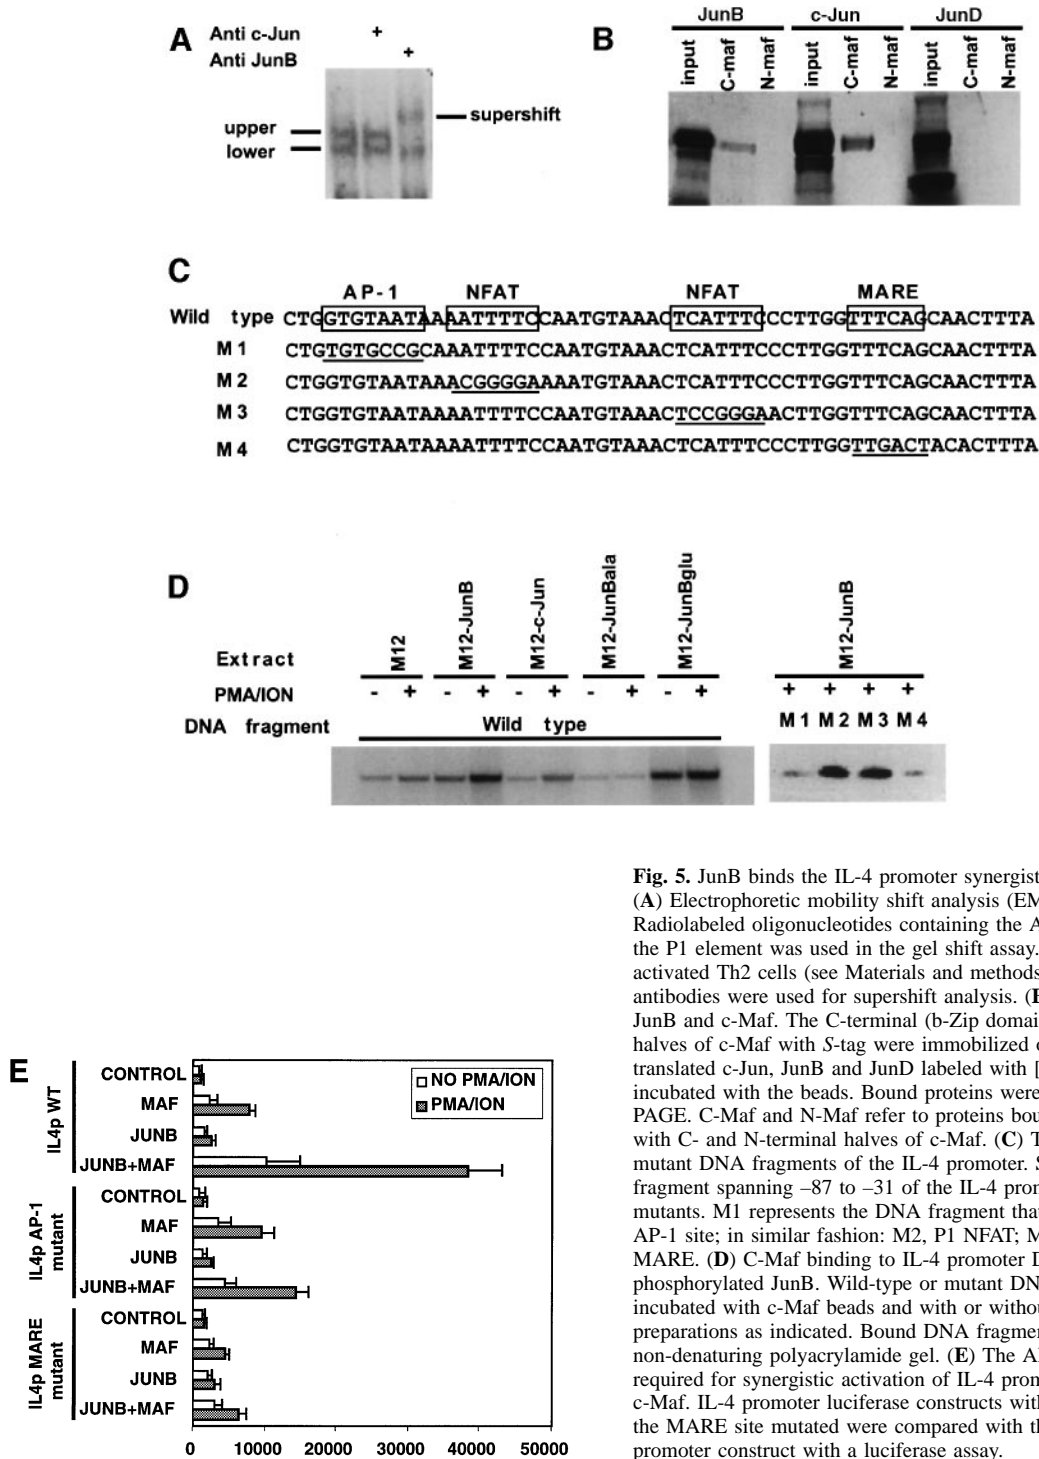 A
Anti c-Jun +
Anti JunB +
upper
lower
supershift
B
JunB c-Jun JunD
input C-maf N-maf input C-maf N-maf input C-maf N-maf
C
AP-1 NFAT NFAT MARE
Wild type CTGGTGTAATAAAATTTTCCAATGTAAACTCATTTCCCTTGGTTTCAGCAACTTTA
M1 CTGTGTGCCGCAAATTTTCCAATGTAAACTCATTTCCCTTGGTTTCAGCAACTTTA
M2 CTGGTGTAATAAACGGGGAAAATGTAAACTCATTTCCCTTGGTTTCAGCAACTTTA
M3 CTGGTGTAATAAAATTTTCCAATGTAAACTCCGGGAACTTGGTTTCAGCAACTTTA
M4 CTGGTGTAATAAAATTTTCCAATGTAAACTCATTTCCCTTGGTTGACTACACTTTA
D
Extract M12 M12-JunB M12-c-Jun M12-JunBala M12-JunBglu M12-JunB
PMA/ION - + - + - + - + - + + + + +
DNA fragment Wild type M1 M2 M3 M4
E
NO PMA/ION
PMA/ION
IL4p WT
CONTROL
MAF
JUNB
JUNB+MAF
IL4p AP-1 mutant
CONTROL
MAF
JUNB
JUNB+MAF
IL4p MARE mutant
CONTROL
MAF
JUNB
JUNB+MAF
0 10000 20000 30000 40000 50000
Fig. 5. JunB binds the IL-4 promoter synergist
(A) Electrophoretic mobility shift analysis (EM
Radiolabeled oligonucleotides containing the A
the P1 element was used in the gel shift assay.
activated Th2 cells (see Materials and methods
antibodies were used for supershift analysis. (B
JunB and c-Maf. The C-terminal (b-Zip domai
halves of c-Maf with S-tag were immobilized o
translated c-Jun, JunB and JunD labeled with [
incubated with the beads. Bound proteins were
PAGE. C-Maf and N-Maf refer to proteins bou
with C- and N-terminal halves of c-Maf. (C) T
mutant DNA fragments of the IL-4 promoter. S
fragment spanning –87 to –31 of the IL-4 prom
mutants. M1 represents the DNA fragment that
AP-1 site; in similar fashion: M2, P1 NFAT; M
MARE. (D) C-Maf binding to IL-4 promoter D
phosphorylated JunB. Wild-type or mutant DN
incubated with c-Maf beads and with or withou
preparations as indicated. Bound DNA fragmen
non-denaturing polyacrylamide gel. (E) The A
required for synergistic activation of IL-4 prom
c-Maf. IL-4 promoter luciferase constructs with
the MARE site mutated were compared with th
promoter construct with a luciferase assay.